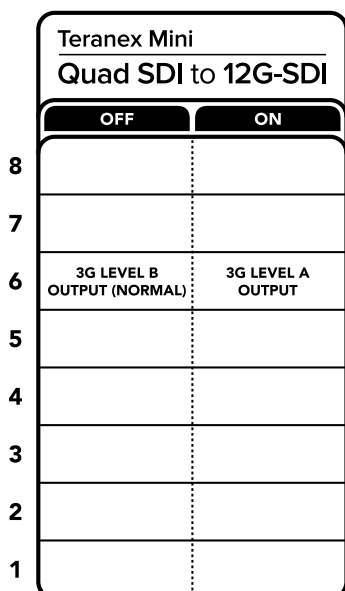 Teranex Mini
Quad SDI to 12G-SDI
OFF ON
8
7
6 3G LEVEL B OUTPUT (NORMAL) 3G LEVEL A OUTPUT
5
4
3
2
1